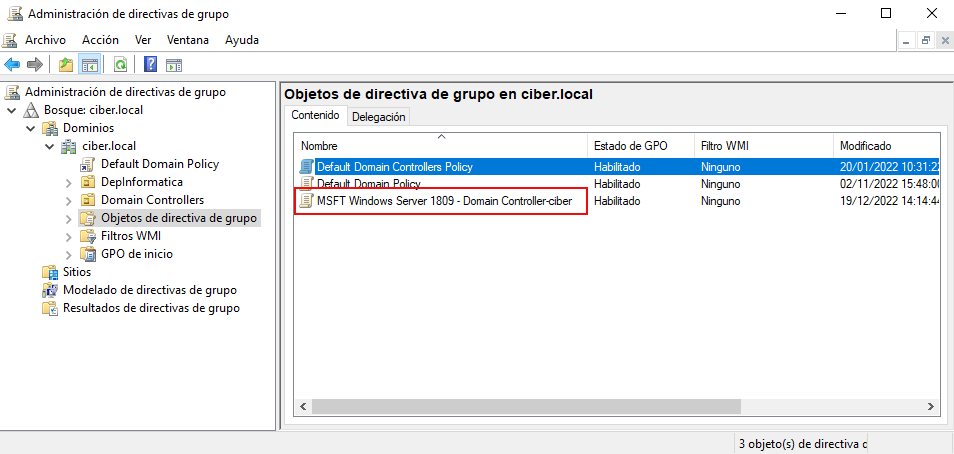 Administración de directivas de grupo
Archivo Acción Ver Ventana Ayuda
Administración de directivas de grupo
Bosque: ciber.local
Dominios
ciber.local
Default Domain Policy
DepInformatica
Domain Controllers
Objetos de directiva de grupo
Filtros WMI
GPO de inicio
Sitios
Modelado de directivas de grupo
Resultados de directivas de grupo
Objetos de directiva de grupo en ciber.local
Contenido Delegación
Nombre Estado de GPO Filtro WMI Modificado
Default Domain Controllers Policy Habilitado Ninguno 20/01/2022 10:31:22
Default Domain Policy Habilitado Ninguno 02/11/2022 15:48:00
MSFT Windows Server 1809 - Domain Controller-ciber Habilitado Ninguno 19/12/2022 14:14:44
3 objeto(s) de directiva d